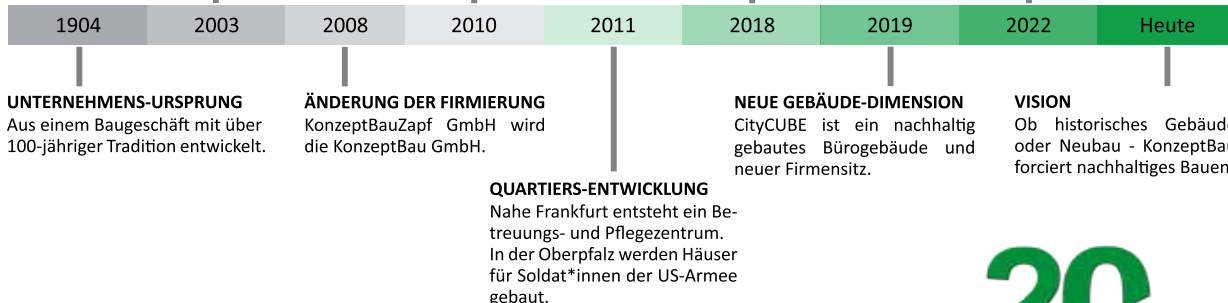 1904 2003 2008 2010 2011 2018 2019 2022 Heute
UNTERNEHMENS-URSPRUNG
Aus einem Baugeschäft mit über
100-jähriger Tradition entwickelt.
ÄNDERUNG DER FIRMIERUNG
KonzeptBauZapf GmbH wird
die KonzeptBau GmbH.
QUARTIERS-ENTWICKLUNG
Nahe Frankfurt entsteht ein Be-
treuungs- und Pflegezentrum.
In der Oberpfalz werden Häuser
für Soldat*innen der US-Armee
gebaut.
NEUE GEBÄUDE-DIMENSION
CityCUBE ist ein nachhaltig
gebautes Bürogebäude und
neuer Firmensitz.
VISION
Ob historisches Gebäude
oder Neubau - KonzeptBau
forciert nachhaltiges Bauen
20